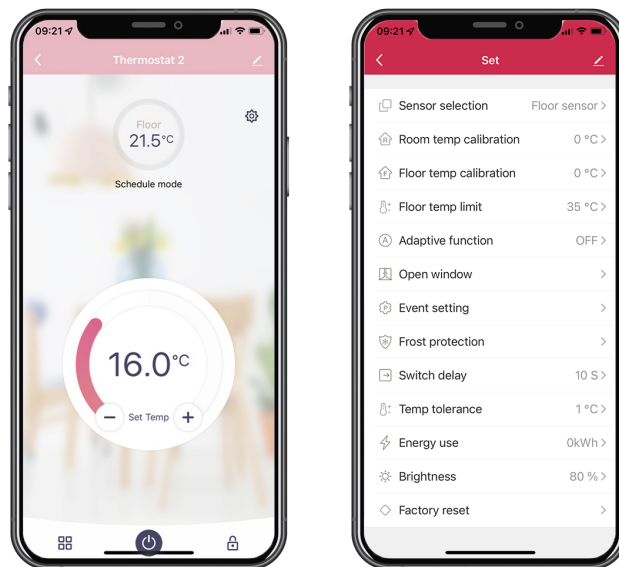 09:21
Thermostat 2
Floor
21.5°C
Schedule mode
16.0°C
Set Temp
09:21
Set
Sensor selection Floor sensor
R Room temp calibration 0 °C
F Floor temp calibration 0 °C
Floor temp limit 35 °C
A Adaptive function OFF
Open window
P Event setting
Frost protection
Switch delay 10 S
Temp tolerance 1 °C
Energy use 0kWh
Brightness 80 %
Factory reset